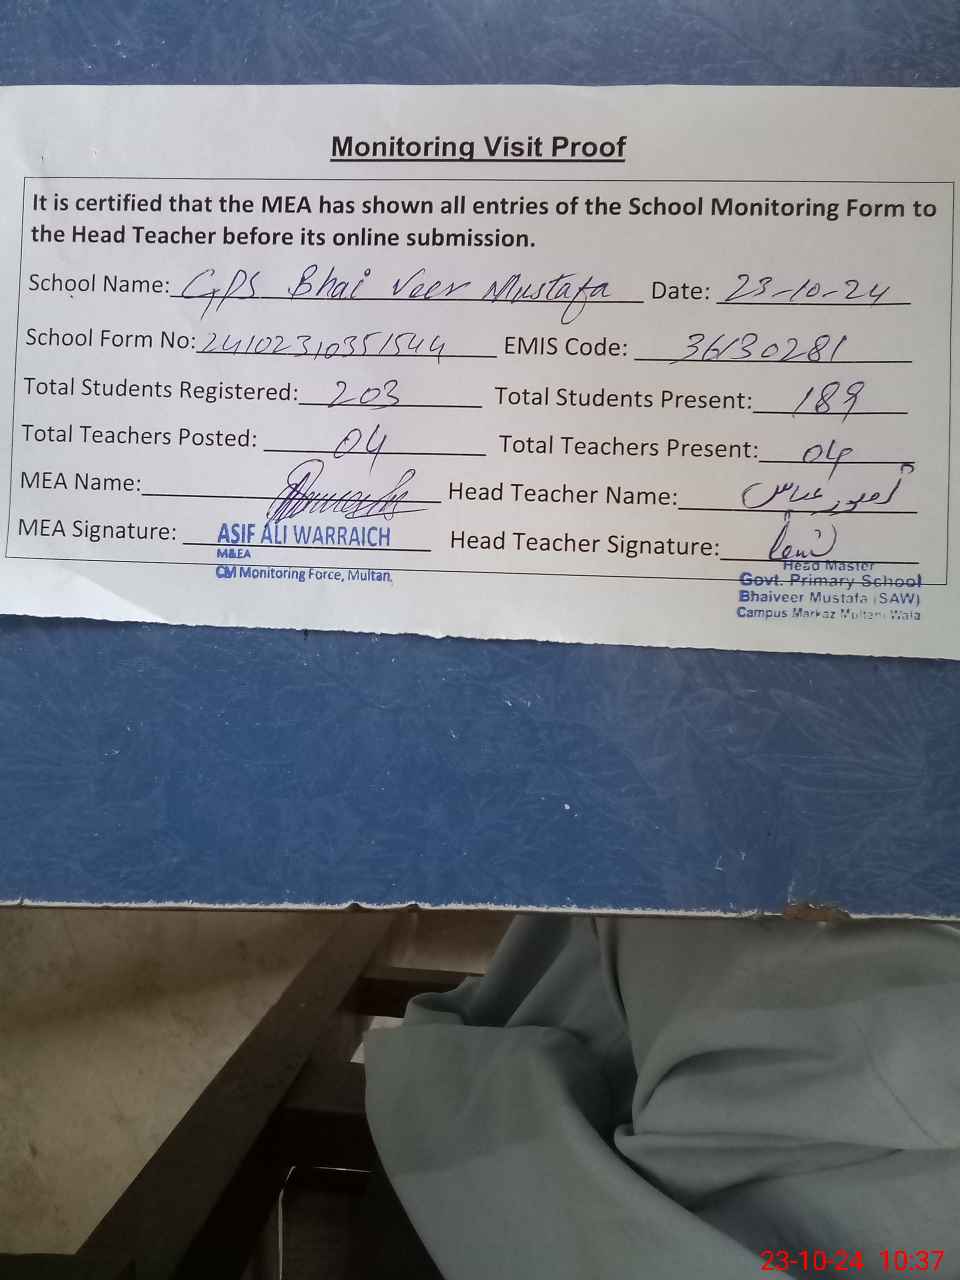 Monitoring Visit Proof
It is certified that the MEA has shown all entries of the School Monitoring Form to
the Head Teacher before its online submission.
School Name: GPS Bhai Veer Mustafa Date: 23-10-24
School Form No: 24102310351544 EMIS Code: 36130281
Total Students Registered: 203 Total Students Present: 189
Total Teachers Posted: 04 Total Teachers Present: 04
MEA Name: Head Teacher Name: عباس
MEA Signature: ASIF ALI WARRAICH Head Teacher Signature:
M&EA
CM Monitoring Force, Multan.
Head Master
Govt. Primary School
Bhaiveer Mustafa (SAW)
Campus Markaz Multani Wala
23-10-24 10:37